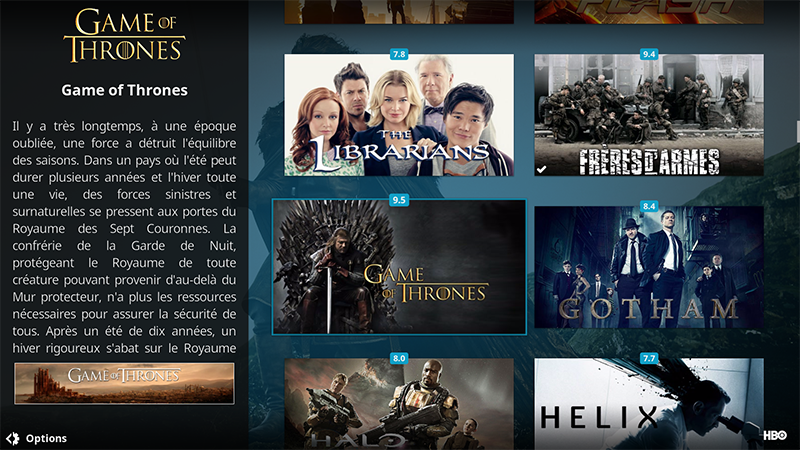 GAME OF
THRONES
Game of Thrones
Il y a très longtemps, à une époque
oubliée, une force a détruit l'équilibre
des saisons. Dans un pays où l'été peut
durer plusieurs années et l'hiver toute
une vie, des forces sinistres et
surnaturelles se pressent aux portes du
Royaume des Sept Couronnes. La
confrérie de la Garde de Nuit,
protégeant le Royaume de toute
créature pouvant provenir d'au-delà du
Mur protecteur, n'a plus les ressources
nécessaires pour assurer la sécurité de
tous. Après un été de dix années, un
hiver rigoureux s'abat sur le Royaume
GAME OF THRONES
Options
FLASH
7.8
THE
LIBRARIANS
9.4
FRÈRES D'ARMES
9.5
GAME
OF THRONES
8.4
GOTHAM
8.0
HALO
7.7
HELIX
HBO